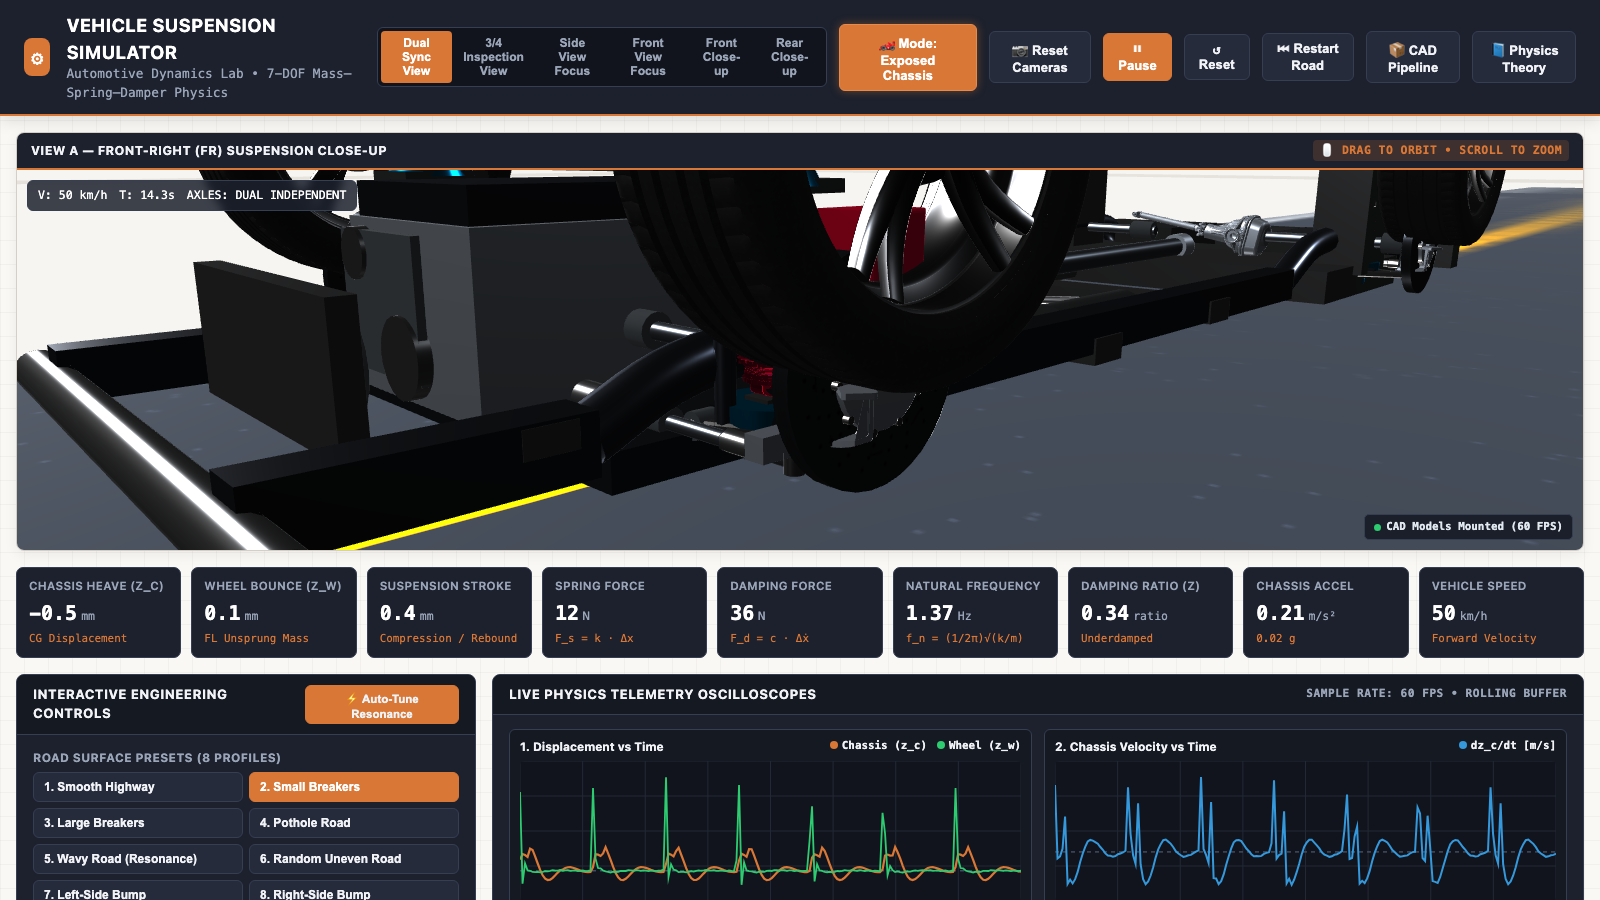 VEHICLE SUSPENSION
SIMULATOR
Automotive Dynamics Lab • 7-DOF Mass–
Spring–Damper Physics
Dual
Sync
View
3/4
Inspection
View
Side
View
Focus
Front
View
Focus
Front
Close-
up
Rear
Close-
up
🏎️ Mode:
Exposed
Chassis
📷 Reset
Cameras
⏸
Pause
↺
Reset
⏮ Restart
Road
📦 CAD
Pipeline
📘 Physics
Theory
VIEW A — FRONT-RIGHT (FR) SUSPENSION CLOSE-UP
DRAG TO ORBIT • SCROLL TO ZOOM
V: 50 km/h T: 14.3s AXLES: DUAL INDEPENDENT
CAD Models Mounted (60 FPS)
CHASSIS HEAVE (Z_C)
−0.5 mm
CG Displacement
WHEEL BOUNCE (Z_W)
0.1 mm
FL Unsprung Mass
SUSPENSION STROKE
0.4 mm
Compression / Rebound
SPRING FORCE
12 N
F_s = k · Δx
DAMPING FORCE
36 N
F_d = c · Δẋ
NATURAL FREQUENCY
1.37 Hz
f_n = (1/2π)√(k/m)
DAMPING RATIO (Ζ)
0.34 ratio
Underdamped
CHASSIS ACCEL
0.21 m/s²
0.02 g
VEHICLE SPEED
50 km/h
Forward Velocity
INTERACTIVE ENGINEERING
CONTROLS
⚡ Auto-Tune
Resonance
ROAD SURFACE PRESETS (8 PROFILES)
1. Smooth Highway
2. Small Breakers
3. Large Breakers
4. Pothole Road
5. Wavy Road (Resonance)
6. Random Uneven Road
7. Left-Side Bump
8. Right-Side Bump
LIVE PHYSICS TELEMETRY OSCILLOSCOPES
SAMPLE RATE: 60 FPS • ROLLING BUFFER
1. Displacement vs Time
Chassis (z_c)
Wheel (z_w)
2. Chassis Velocity vs Time
dz_c/dt [m/s]